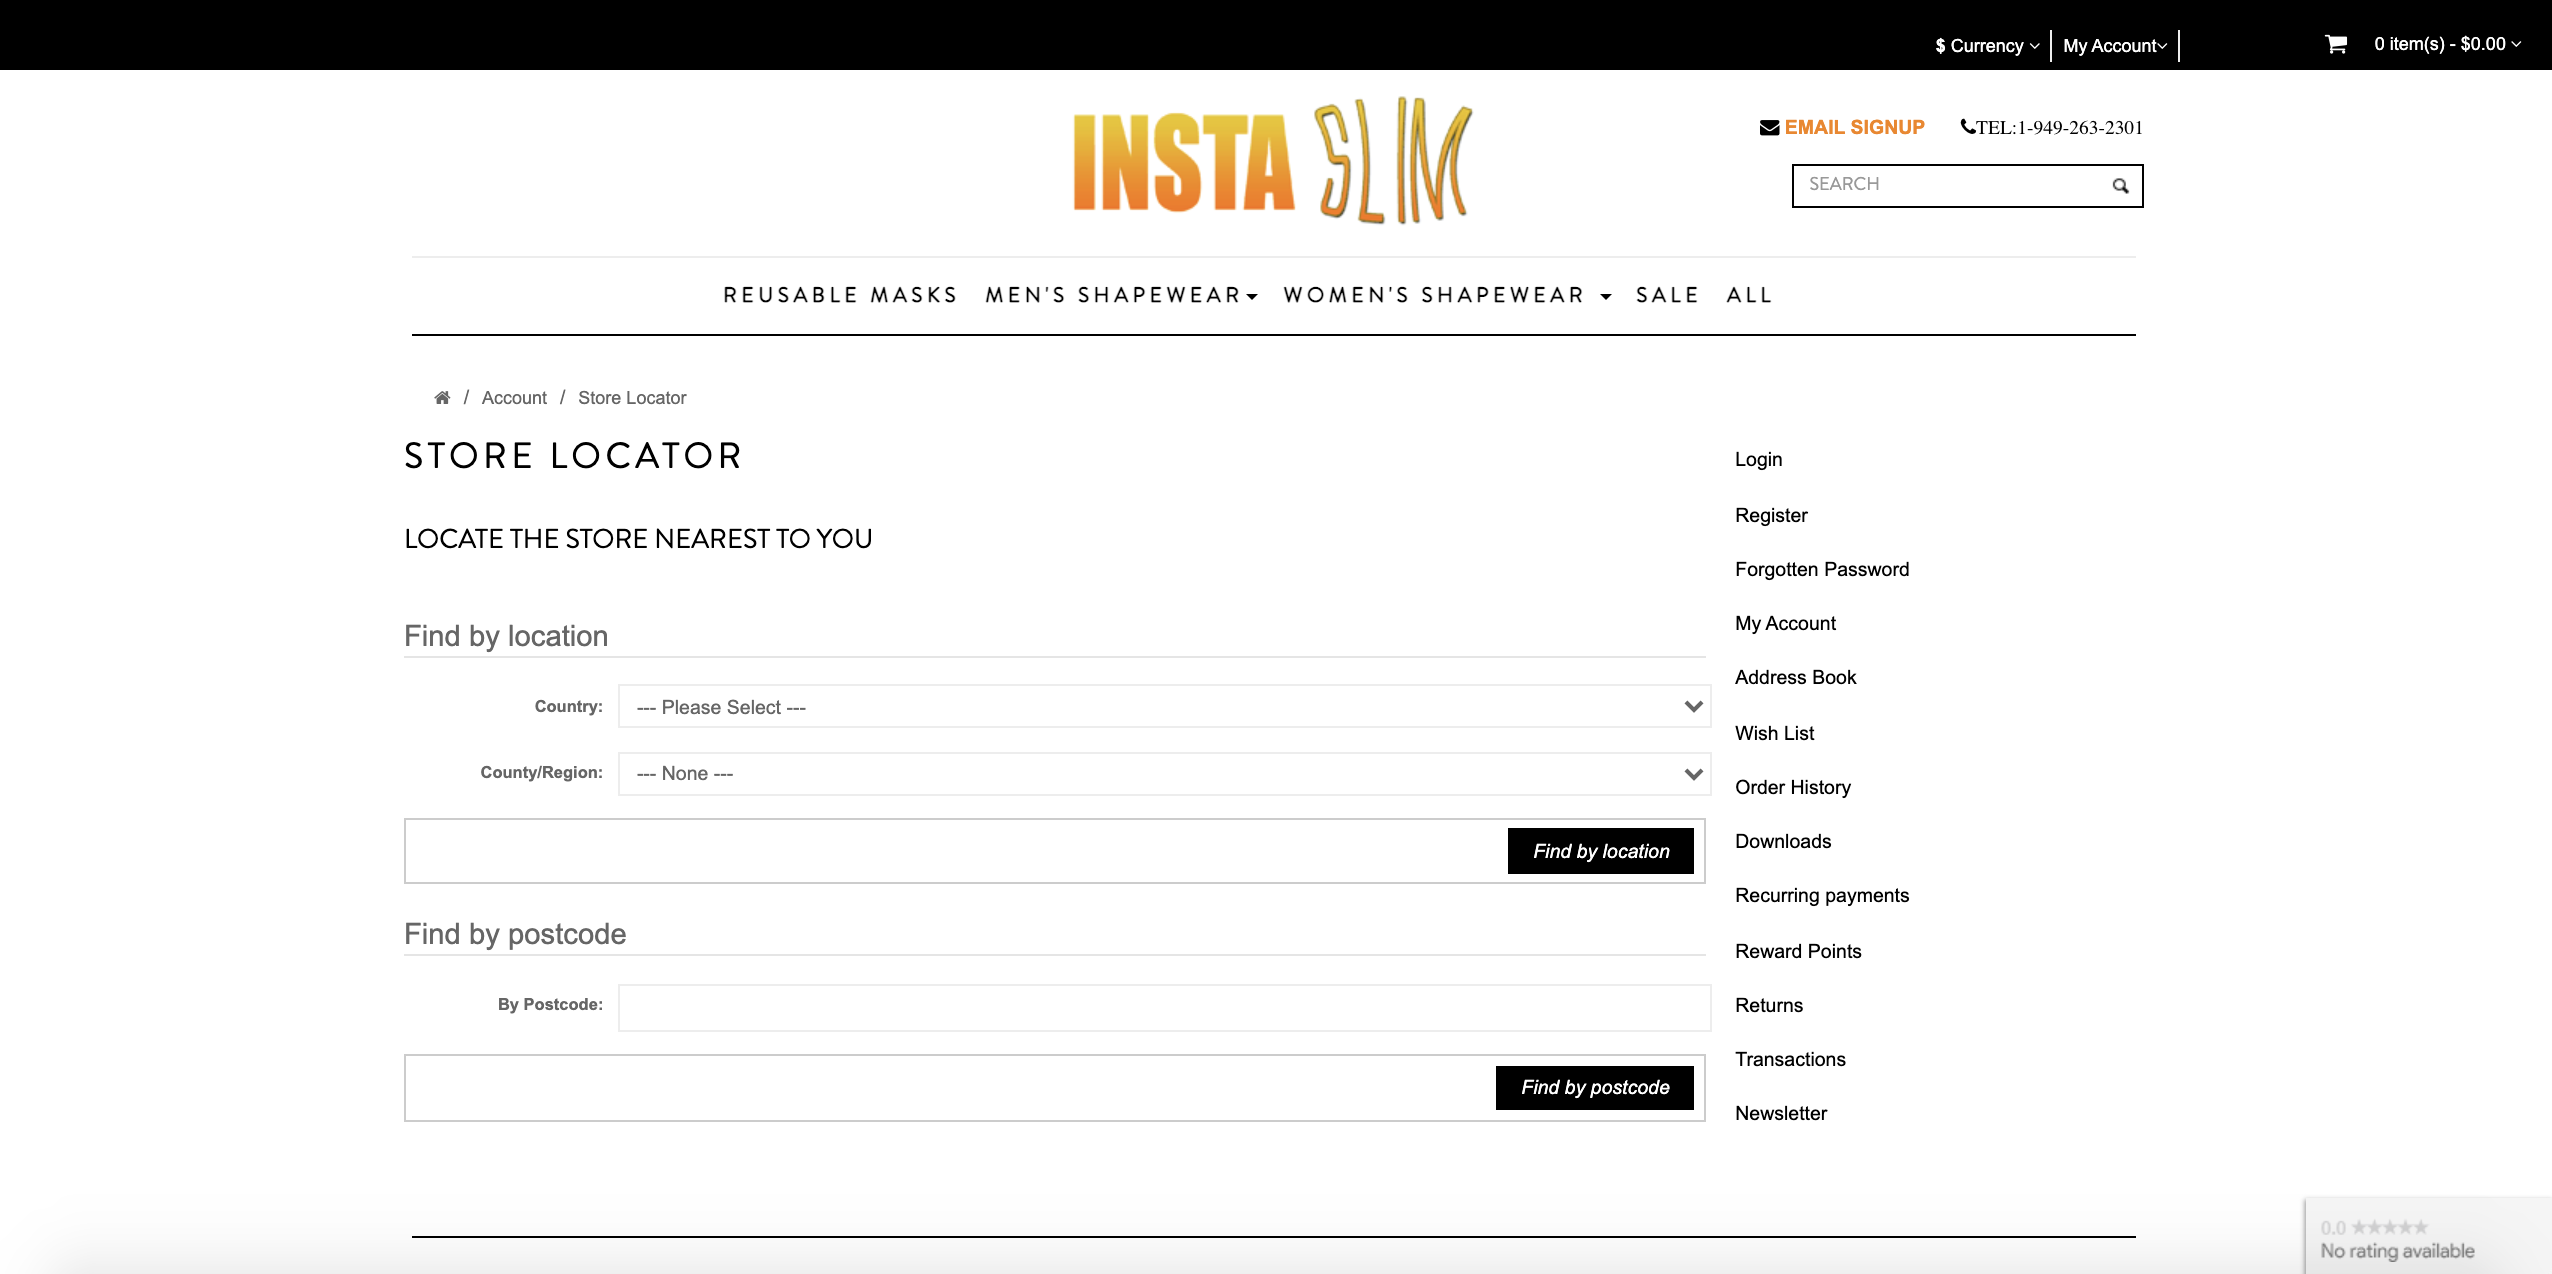 $ Currency
My Account
0 item(s) - $0.00
INSTA SLIM
EMAIL SIGNUP
TEL:1-949-263-2301
SEARCH
REUSABLE MASKS
MEN'S SHAPEWEAR
WOMEN'S SHAPEWEAR
SALE
ALL
/ Account / Store Locator
STORE LOCATOR
LOCATE THE STORE NEAREST TO YOU
Find by location
Country:
--- Please Select ---
County/Region:
--- None ---
Find by location
Find by postcode
By Postcode:
Find by postcode
Login
Register
Forgotten Password
My Account
Address Book
Wish List
Order History
Downloads
Recurring payments
Reward Points
Returns
Transactions
Newsletter
0.0 ★★★★★
No rating available